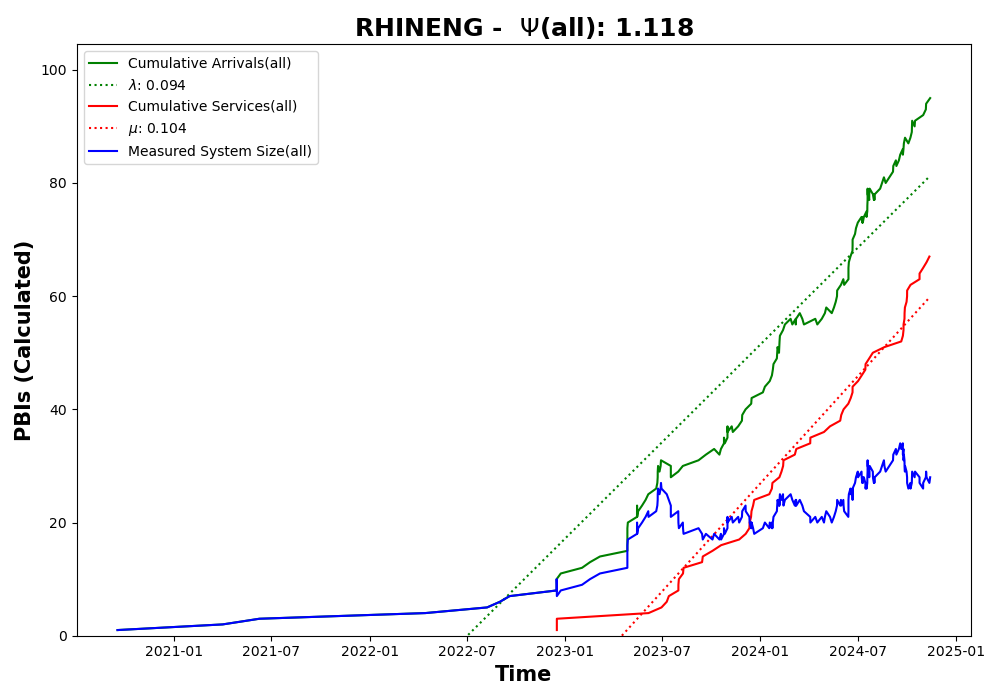 RHINENG - Ψ(all): 1.118
Cumulative Arrivals(all)
λ: 0.094
Cumulative Services(all)
μ: 0.104
Measured System Size(all)
100
80
60
40
20
0
PBIs (Calculated)
2021-01 2021-07 2022-01 2022-07 2023-01 2023-07 2024-01 2024-07 2025-01
Time